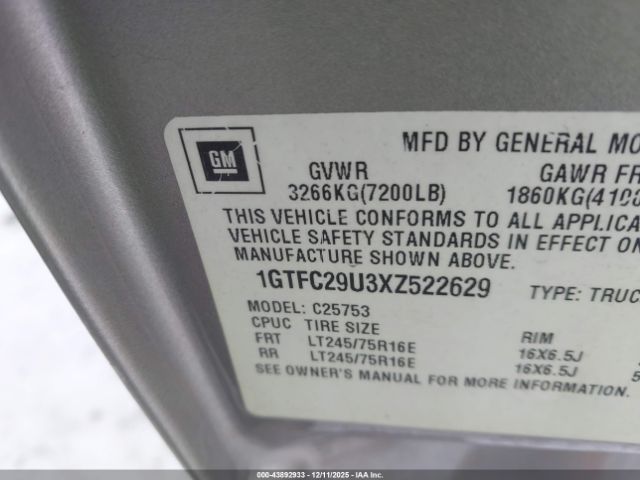 GM
MFD BY GENERAL MO
GVWR GAWR FR
3266KG(7200LB) 1860KG(4100
THIS VEHICLE CONFORMS TO ALL APPLICA
VEHICLE SAFETY STANDARDS IN EFFECT ON
MANUFACTURE SHOWN ABOVE.
1GTFC29U3XZ522629 TYPE: TRUC
MODEL: C25753
CPUC TIRE SIZE RIM
FRT LT245/75R16E 16X6.5J
RR LT245/75R16E 16X6.5J
SEE OWNER'S MANUAL FOR MORE INFORMATION.
©00-43892933 - 12/11/2025 - IAA Inc.